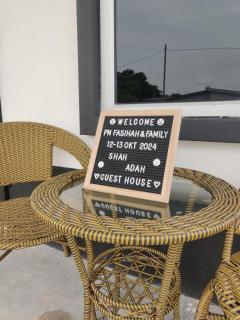 WELCOME
PN FASIHAH & FAMILY
12-13 OKT 2024
SHAH
ADAH
GUEST HOUSE